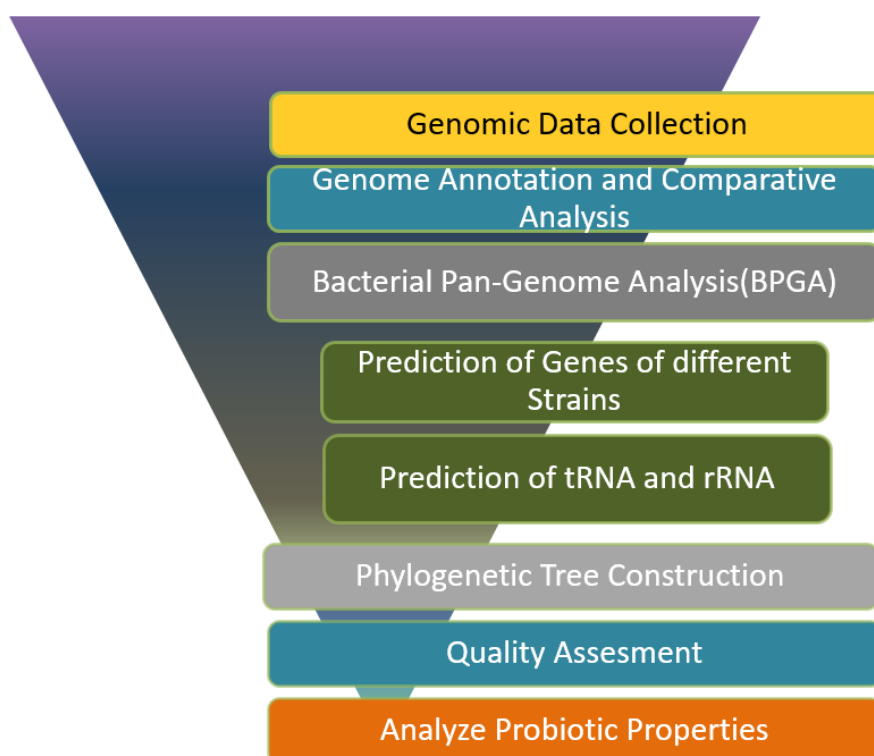 Genomic Data Collection
Genome Annotation and Comparative
Analysis
Bacterial Pan-Genome Analysis(BPGA)
Prediction of Genes of different
Strains
Prediction of tRNA and rRNA
Phylogenetic Tree Construction
Quality Assesment
Analyze Probiotic Properties